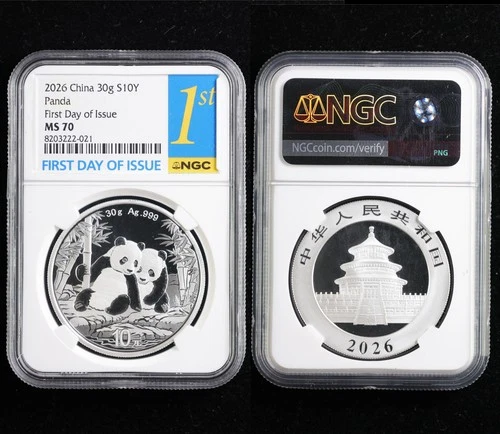 2026 China 30g S10Y
Panda
First Day of Issue
MS 70
8203222-021
1st
FIRST DAY OF ISSUE
NGC
30g Ag.999
10元
NGC
NGCcoin.com/verify
PNG
中华人民共和国
2026